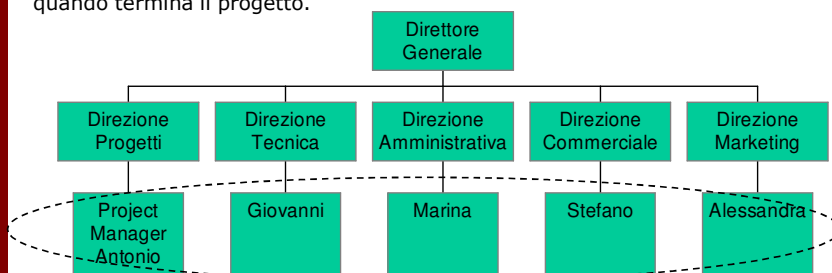 quando termina il progetto.
Direttore
Generale
Direzione
Progetti
Direzione
Tecnica
Direzione
Amministrativa
Direzione
Commerciale
Direzione
Marketing
Project
Manager
Antonio
Giovanni
Marina
Stefano
Alessandra